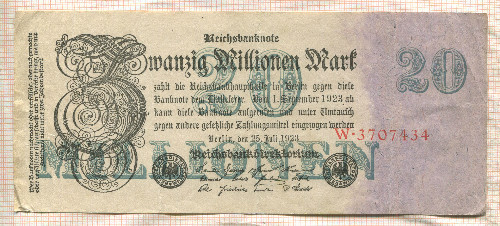 Reichsbanknote
Zwanzig Millionen Mark
20
20
zahlt die Reichsbankhauptkasse in Berlin gegen diese
Banknote dem Einlieferer. Vom 1. September 1923 ab
kann diese Banknote aufgerufen und unter Umtausch
gegen andere gesetzliche Zahlungsmittel eingezogen werden
Berlin, den 25. Juli 1923
W·3707434
MILLIONEN
Reichsbankdirektorium